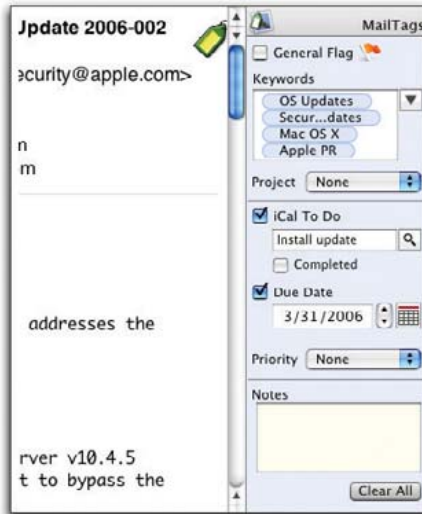 Update 2006-002
ecurity@apple.com>
n
m
addresses the
rver v10.4.5
t to bypass the
MailTags
General Flag
Keywords
OS Updates
Secur...dates
Mac OS X
Apple PR
Project None
iCal To Do
Install update
Completed
Due Date
3/31/2006
Priority None
Notes
Clear All